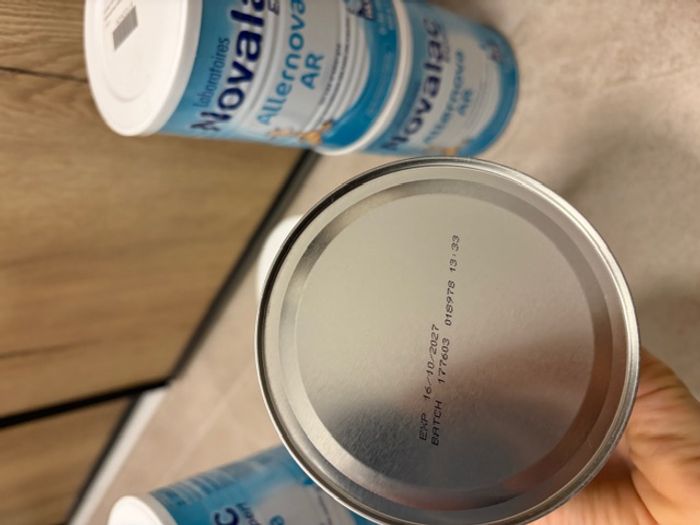 Laboratoires
Novalac
Allernova
AR
Novalac
Allernova
AR
EXP 16/10/2027
BATCH 177603 018978 13:33